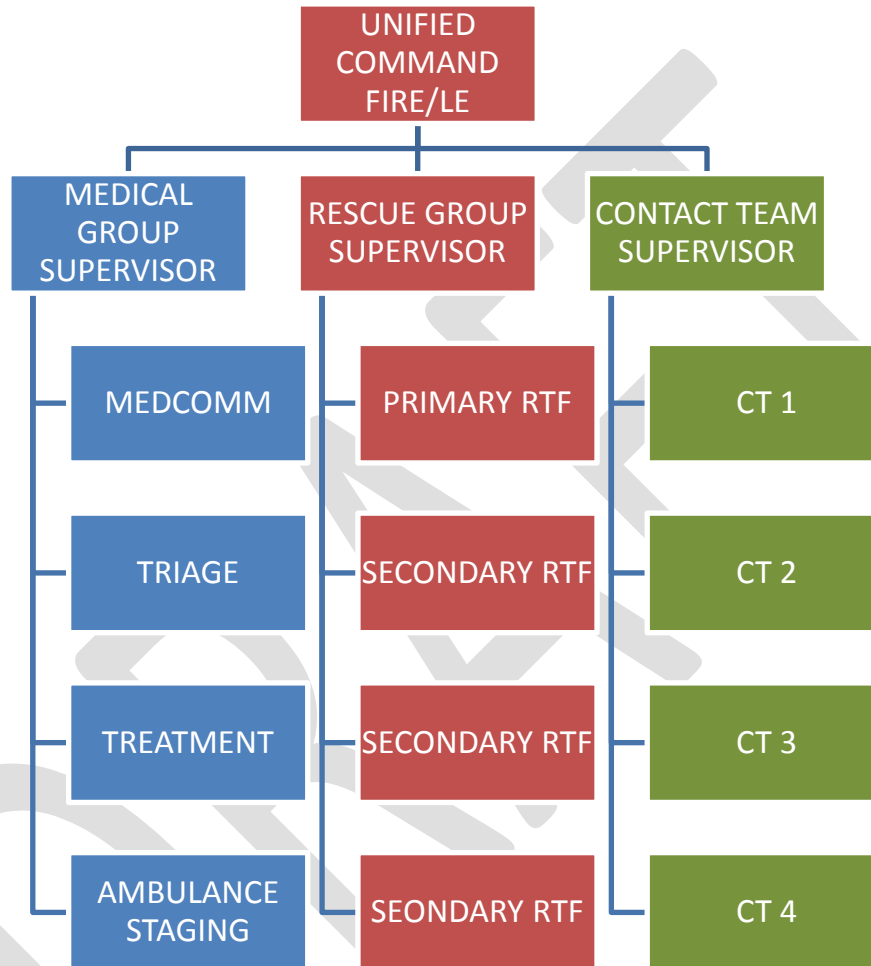 UNIFIED
COMMAND
FIRE/LE
MEDICAL
GROUP
SUPERVISOR
RESCUE GROUP
SUPERVISOR
CONTACT TEAM
SUPERVISOR
MEDCOMM
PRIMARY RTF
CT 1
TRIAGE
SECONDARY RTF
CT 2
TREATMENT
SECONDARY RTF
CT 3
AMBULANCE
STAGING
SEONDARY RTF
CT 4